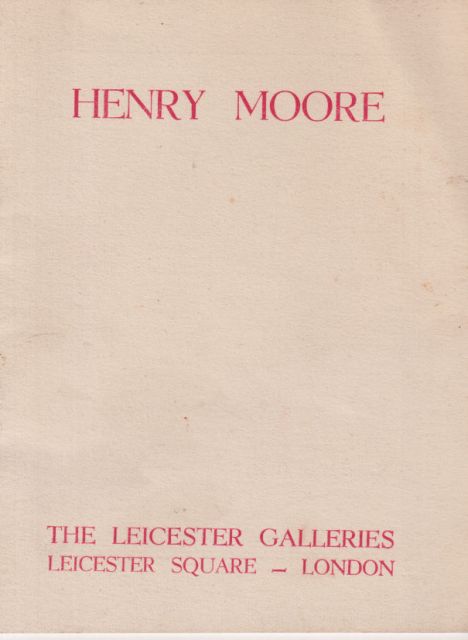 HENRY MOORE
THE LEICESTER GALLERIES
LEICESTER SQUARE – LONDON